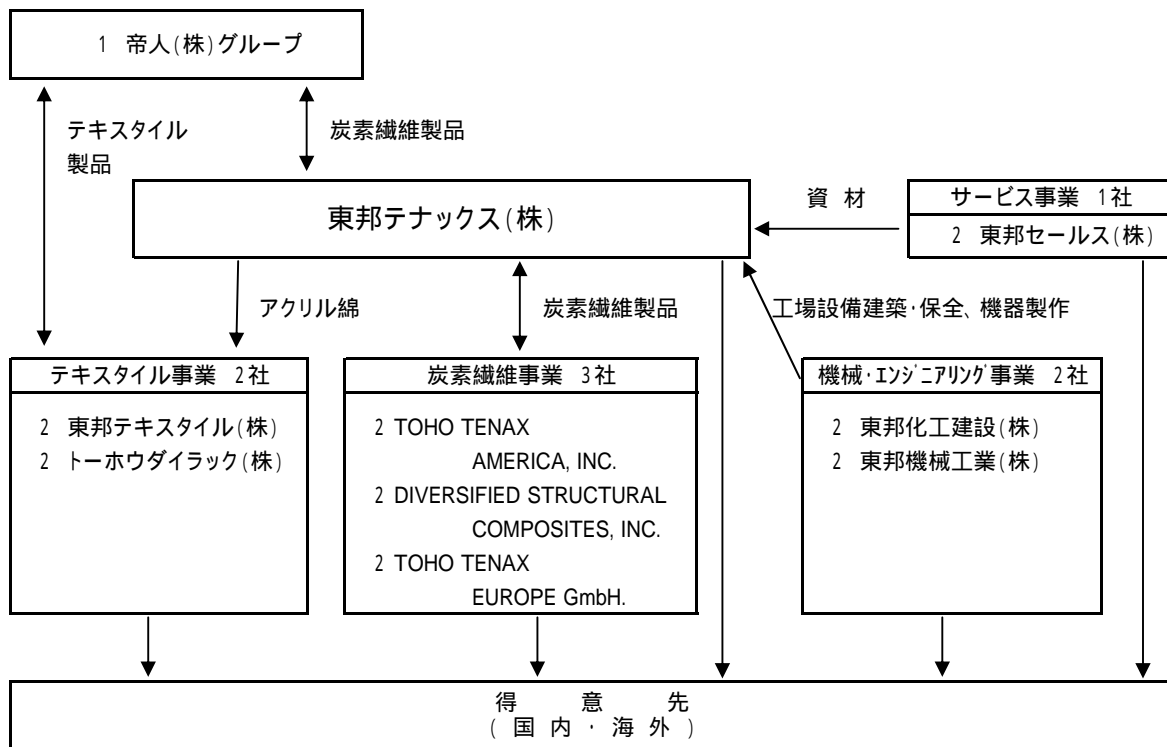 1 帝人(株)グループ
テキスタイル
製品
炭素繊維製品
東邦テナックス(株)
資 材
サービス事業 1社
2 東邦セールス(株)
アクリル綿
炭素繊維製品
工場設備建築・保全、機器製作
テキスタイル事業 2社
2 東邦テキスタイル(株)
2 トーホウダイラック(株)
炭素繊維事業 3社
2 TOHO TENAX
AMERICA, INC.
2 DIVERSIFIED STRUCTURAL
COMPOSITES, INC.
2 TOHO TENAX
EUROPE GmbH.
機械・エンジニアリング事業 2社
2 東邦化工建設(株)
2 東邦機械工業(株)
得 意 先
( 国 内 ・ 海 外 )